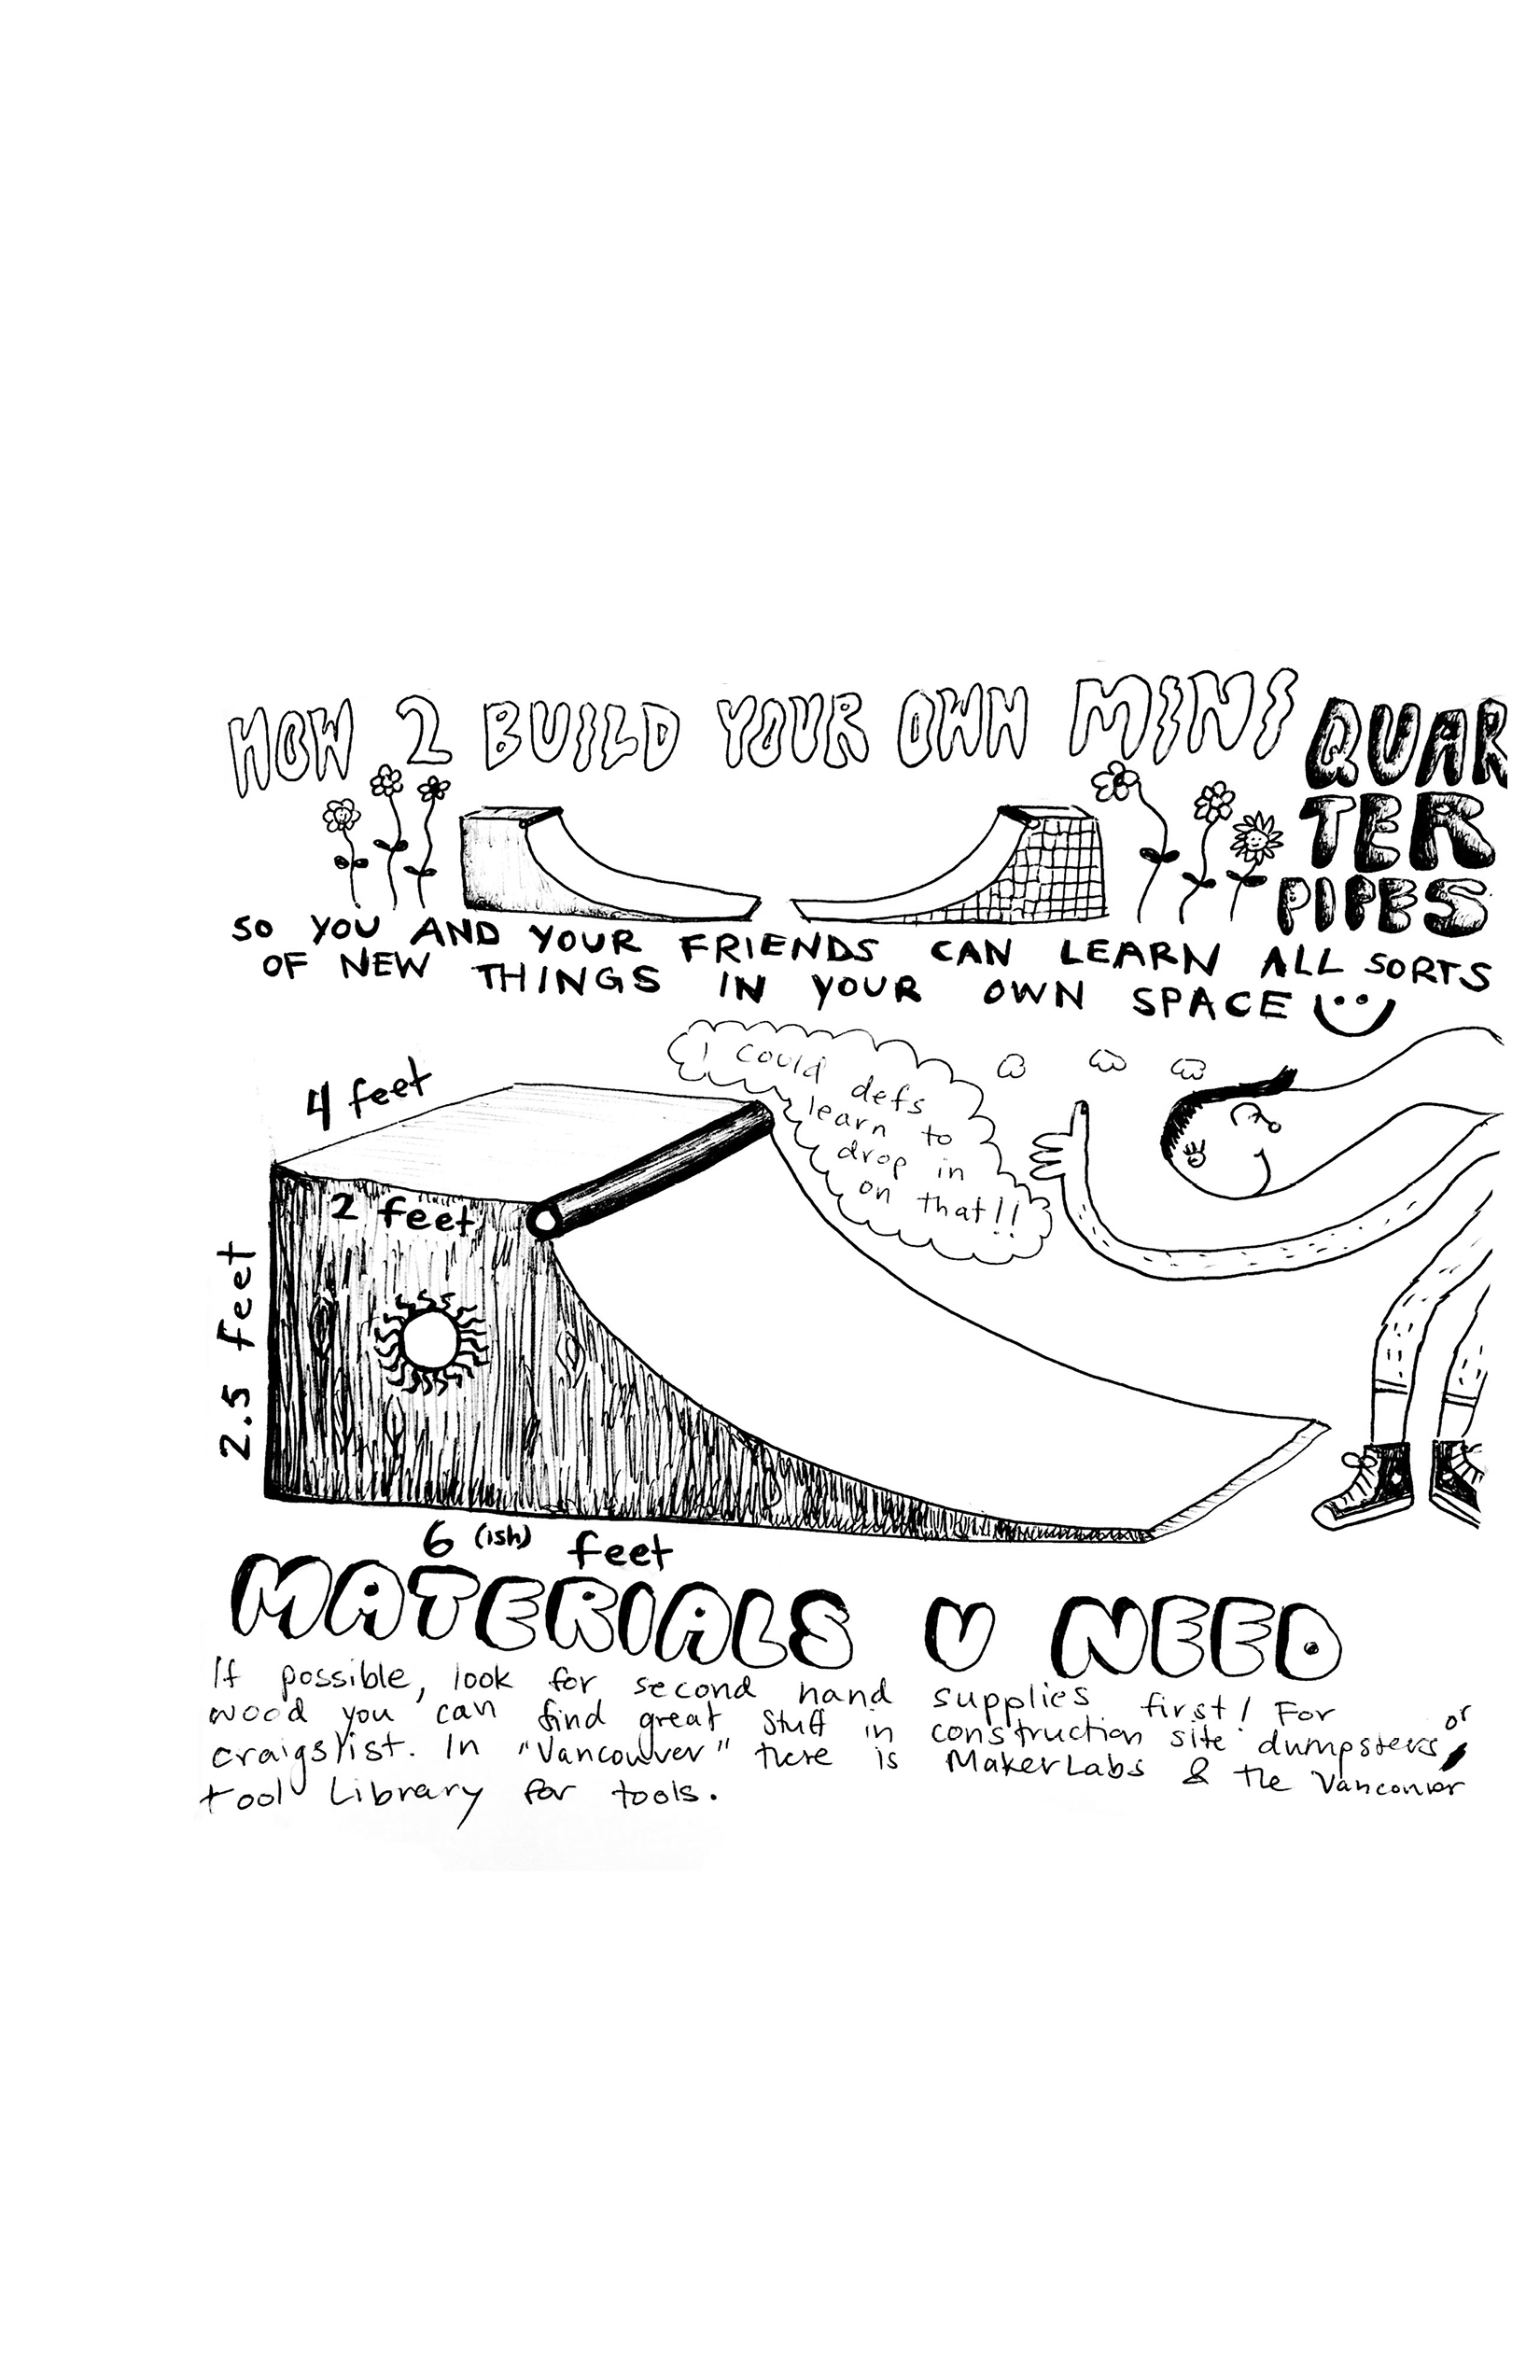 HOW 2 BUILD YOUR OWN MINI QUAR
TER
PIPES
SO YOU AND YOUR FRIENDS CAN LEARN ALL SORTS
OF NEW THINGS IN YOUR OWN SPACE
I could defs
learn to
drop in
on that!!
4 feet
2 feet
2.5 feet
6 (ish) feet
MATERIALS U NEED
If possible, look for second hand supplies first! For
wood you can find great stuff in construction site dumpsters or
craigslist. In "Vancouver" there is MakerLabs & the Vancouver
tool Library for tools.